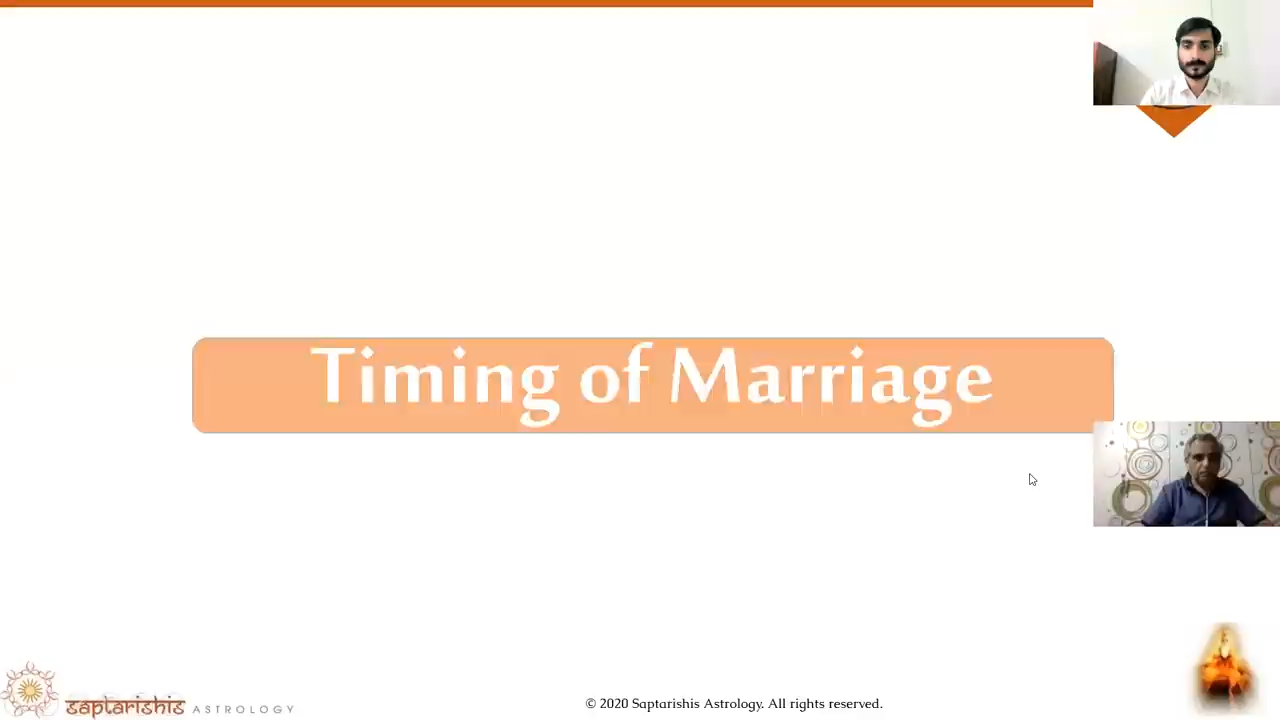 Timing of Marriage
saptarishis ASTROLOGY
© 2020 Saptarishis Astrology. All rights reserved.